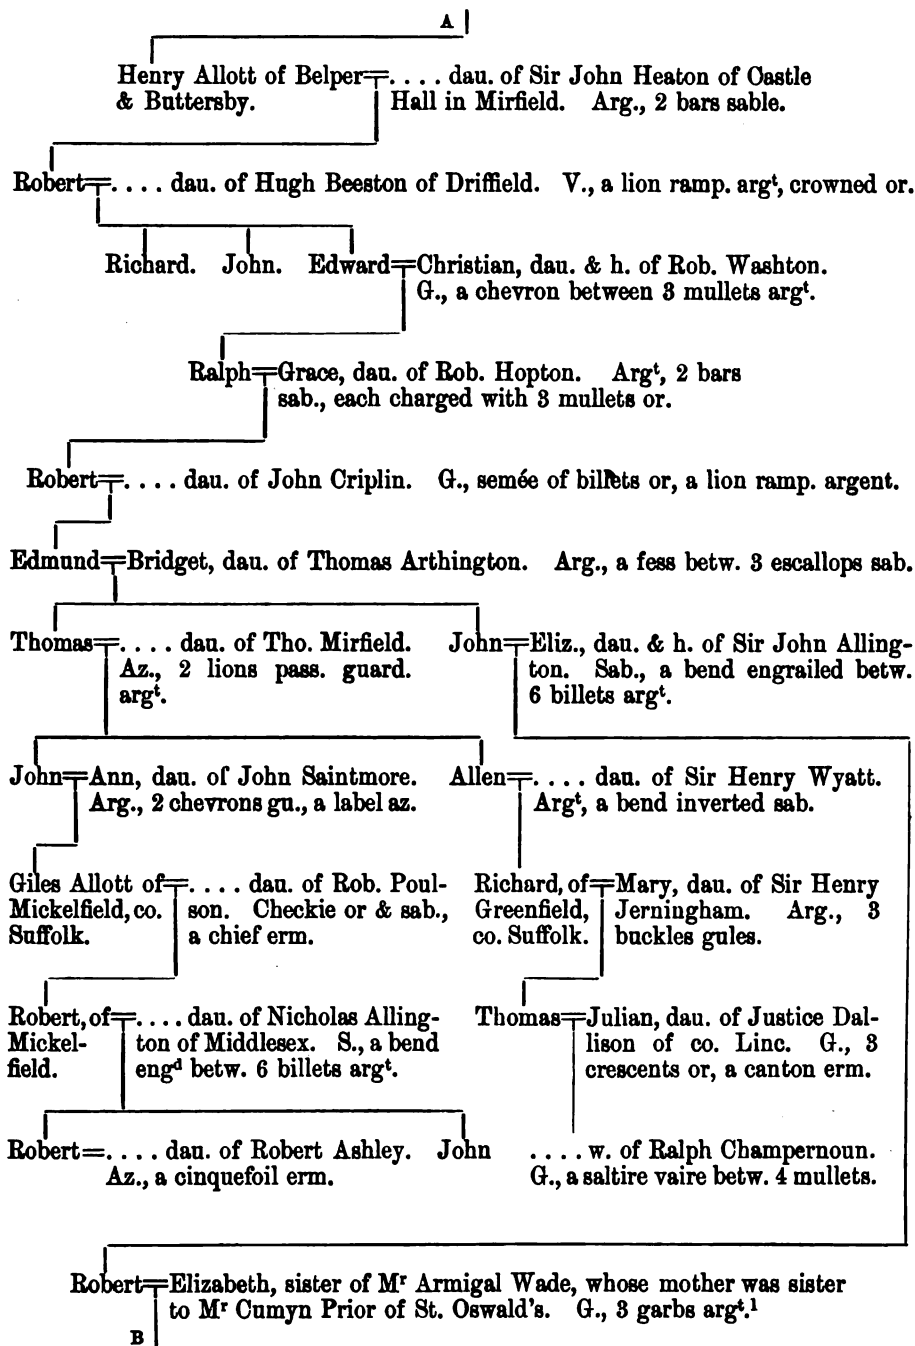 A
Henry Allott of Belper=. . . . dau. of Sir John Heaton of Castle
& Buttersby. Hall in Mirfield. Arg., 2 bars sable.
Robert=. . . . dau. of Hugh Beeston of Driffield. V., a lion ramp. argᵗ, crowned or.
Richard. John. Edward=Christian, dau. & h. of Rob. Washton.
G., a chevron between 3 mullets argᵗ.
Ralph=Grace, dau. of Rob. Hopton. Argᵗ, 2 bars
sab., each charged with 3 mullets or.
Robert=. . . . dau. of John Criplin. G., semée of billets or, a lion ramp. argent.
Edmund=Bridget, dau. of Thomas Arthington. Arg., a fess betw. 3 escallops sab.
Thomas=. . . . dau. of Tho. Mirfield.
Az., 2 lions pass. guard.
argᵗ.
John=Eliz., dau. & h. of Sir John Alling-
ton. Sab., a bend engrailed betw.
6 billets argᵗ.
John=Ann, dau. of John Saintmore.
Arg., 2 chevrons gu., a label az.
Allen=. . . . dau. of Sir Henry Wyatt.
Argᵗ, a bend inverted sab.
Giles Allott of=. . . . dau. of Rob. Poul-
Mickelfield, co. son. Checkie or & sab.,
Suffolk. a chief erm.
Richard, of=Mary, dau. of Sir Henry
Greenfield, Jerningham. Arg., 3
co. Suffolk. buckles gules.
Robert, of=. . . . dau. of Nicholas Alling-
Mickel- ton of Middlesex. S., a bend
field. engᵈ betw. 6 billets argᵗ.
Thomas=Julian, dau. of Justice Dal-
lison of co. Linc. G., 3
crescents or, a canton erm.
Robert=. . . . dau. of Robert Ashley. John
Az., a cinquefoil erm.
. . . . w. of Ralph Champernoun.
G., a saltire vaire betw. 4 mullets.
Robert=Elizabeth, sister of Mʳ Armigal Wade, whose mother was sister
to Mʳ Cumyn Prior of St. Oswald's. G., 3 garbs argᵗ.¹
B